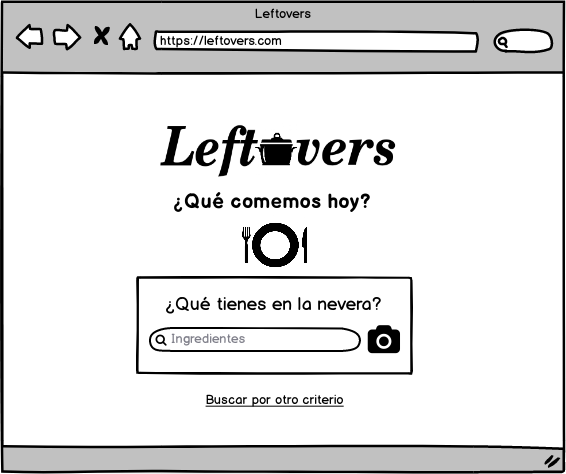 Leftovers
https://leftovers.com
Leftovers
¿Qué comemos hoy?
¿Qué tienes en la nevera?
Ingredientes
Buscar por otro criterio